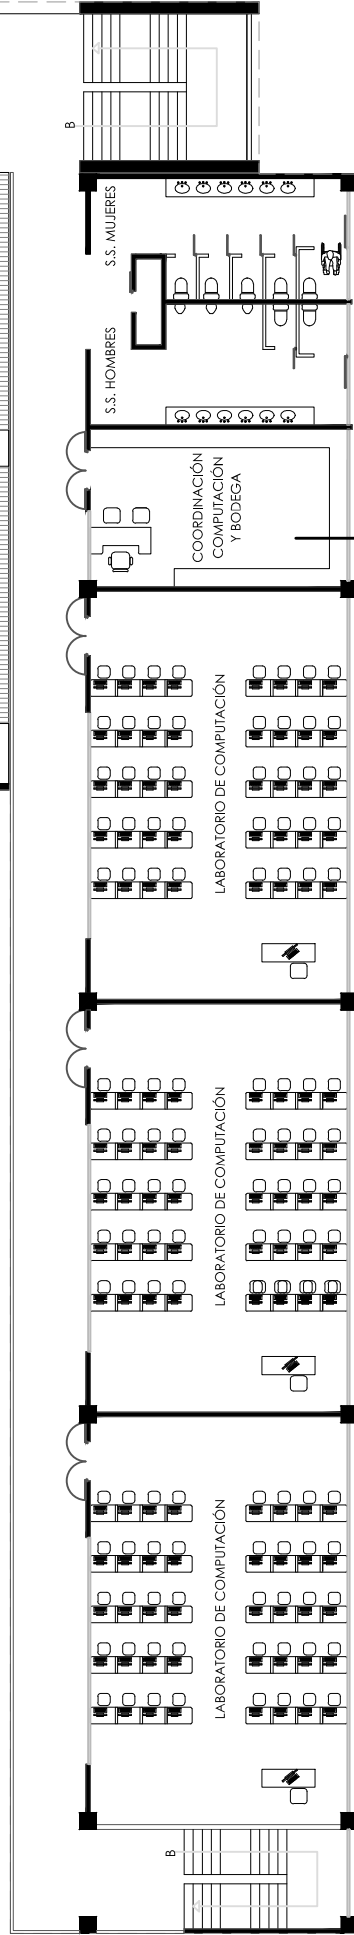 B
S.S. MUJERES
S.S. HOMBRES
COORDINACIÓN
COMPUTACIÓN
Y BODEGA
LABORATORIO DE COMPUTACIÓN
LABORATORIO DE COMPUTACIÓN
LABORATORIO DE COMPUTACIÓN
B